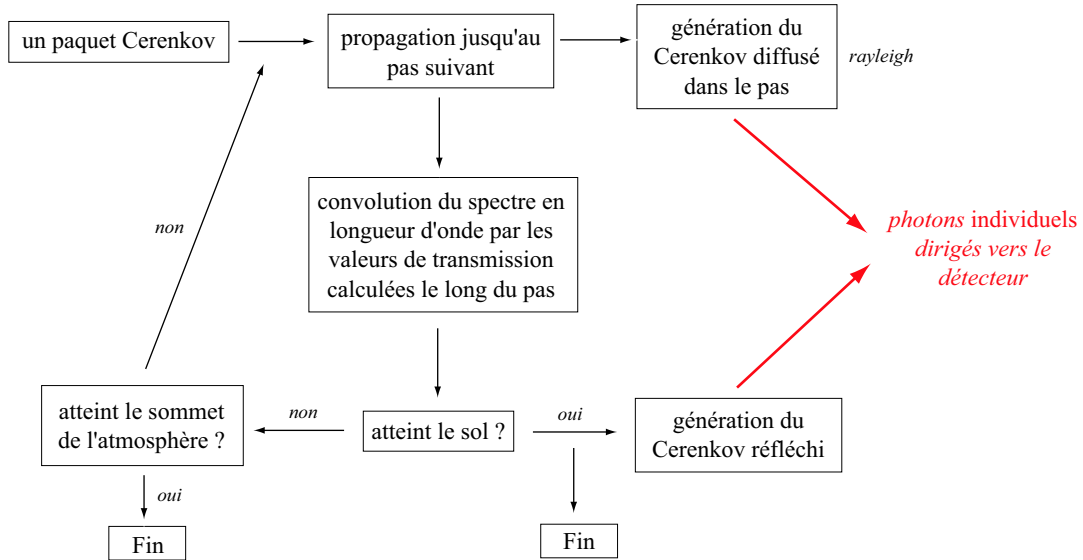 un paquet Cerenkov
propagation jusqu'au
pas suivant
génération du
Cerenkov diffusé
dans le pas
rayleigh
non
convolution du spectre en
longueur d'onde par les
valeurs de transmission
calculées le long du pas
photons individuels
dirigés vers le
détecteur
atteint le sommet
de l'atmosphère ?
non
atteint le sol ?
oui
génération du
Cerenkov réfléchi
oui
Fin
Fin